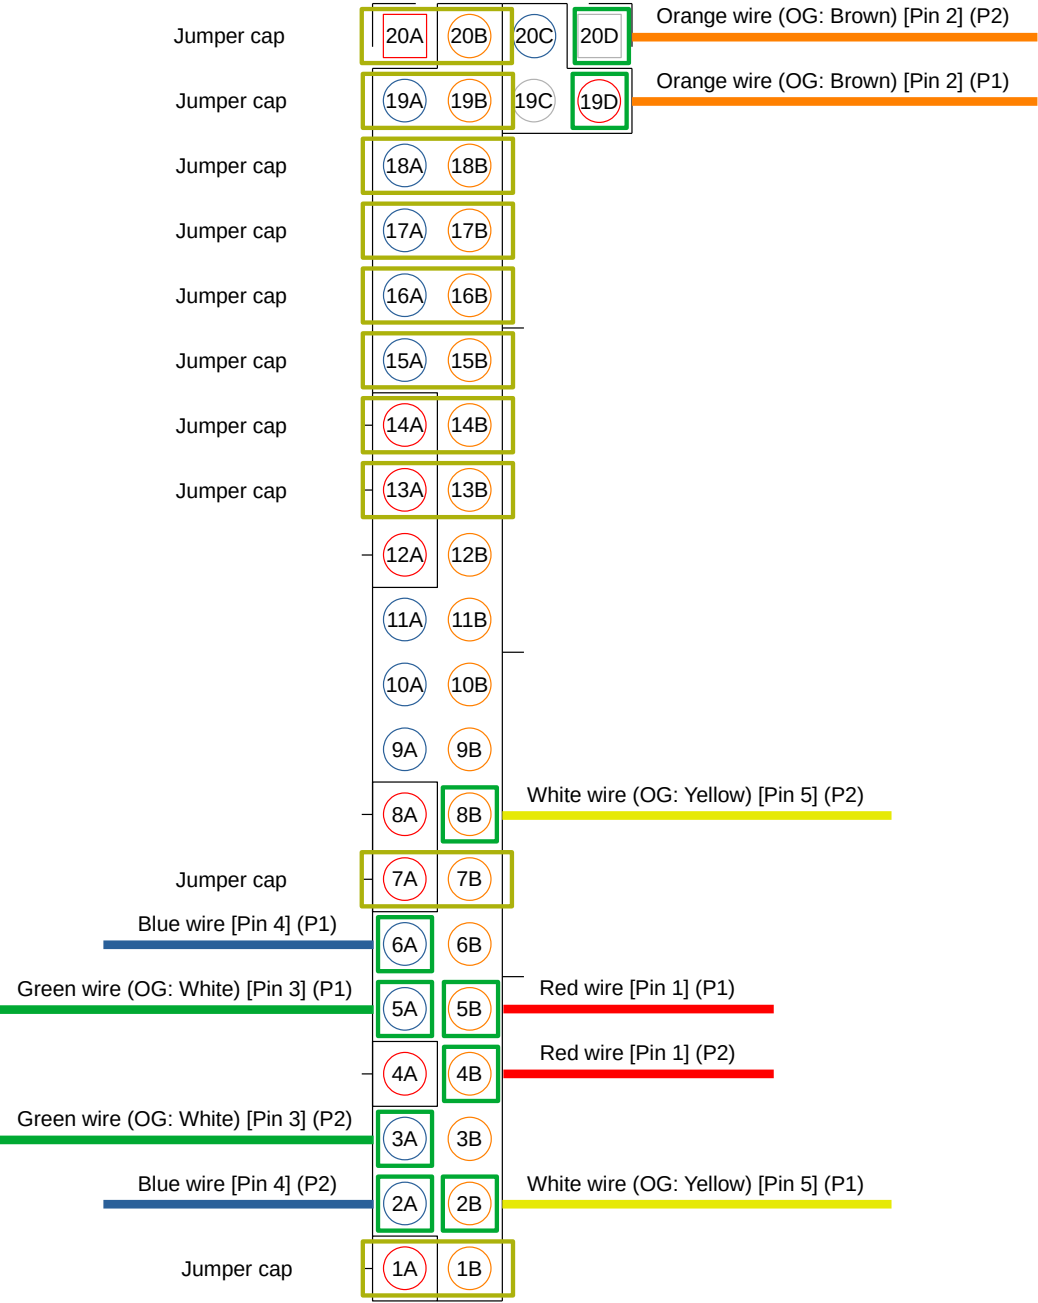 Orange wire (OG: Brown) [Pin 2] (P2)
Jumper cap 20A 20B 20C 20D
Orange wire (OG: Brown) [Pin 2] (P1)
Jumper cap 19A 19B 19C 19D
Jumper cap 18A 18B
Jumper cap 17A 17B
Jumper cap 16A 16B
Jumper cap 15A 15B
Jumper cap 14A 14B
Jumper cap 13A 13B
12A 12B
11A 11B
10A 10B
9A 9B
White wire (OG: Yellow) [Pin 5] (P2)
8A 8B
Jumper cap 7A 7B
Blue wire [Pin 4] (P1)
6A 6B
Green wire (OG: White) [Pin 3] (P1) Red wire [Pin 1] (P1)
5A 5B
Red wire [Pin 1] (P2)
4A 4B
Green wire (OG: White) [Pin 3] (P2)
3A 3B
Blue wire [Pin 4] (P2) White wire (OG: Yellow) [Pin 5] (P1)
2A 2B
Jumper cap 1A 1B